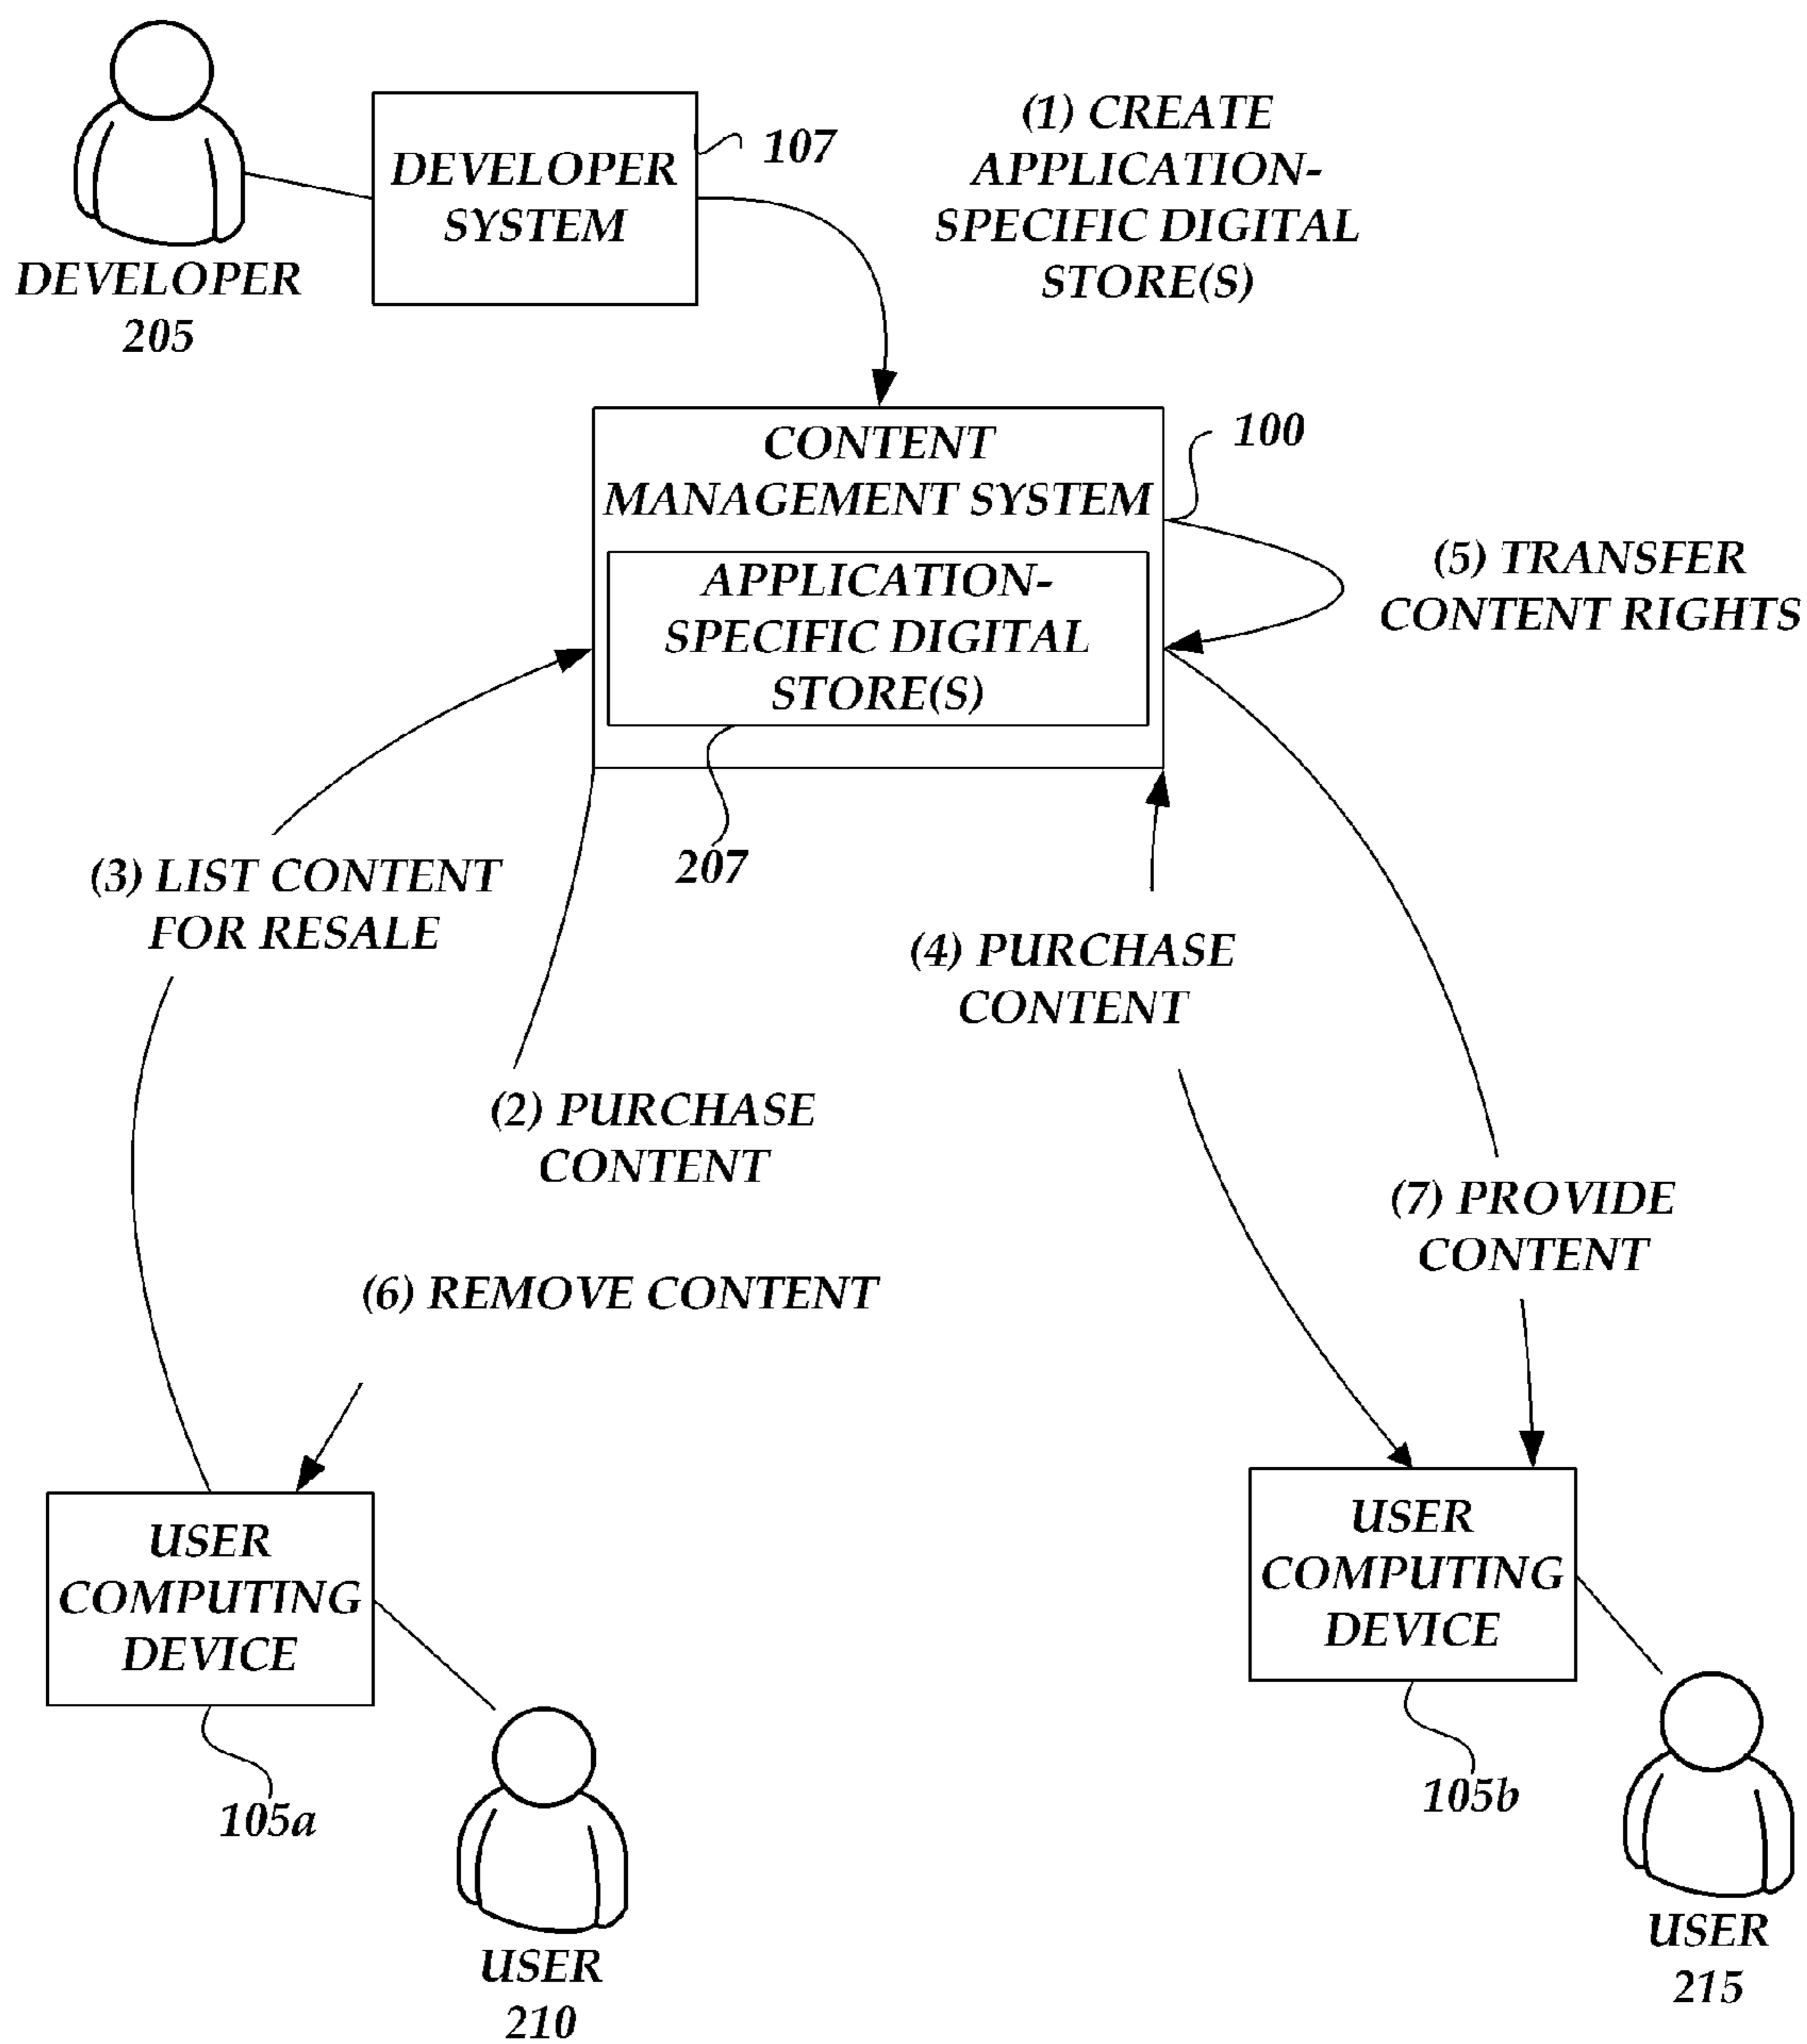 DEVELOPER
205
DEVELOPER
SYSTEM
107
(1) CREATE
APPLICATION-
SPECIFIC DIGITAL
STORE(S)
CONTENT
MANAGEMENT SYSTEM
100
APPLICATION-
SPECIFIC DIGITAL
STORE(S)
207
(5) TRANSFER
CONTENT RIGHTS
(3) LIST CONTENT
FOR RESALE
(4) PURCHASE
CONTENT
(2) PURCHASE
CONTENT
(7) PROVIDE
CONTENT
(6) REMOVE CONTENT
USER
COMPUTING
DEVICE
105a
USER
210
USER
COMPUTING
DEVICE
105b
USER
215